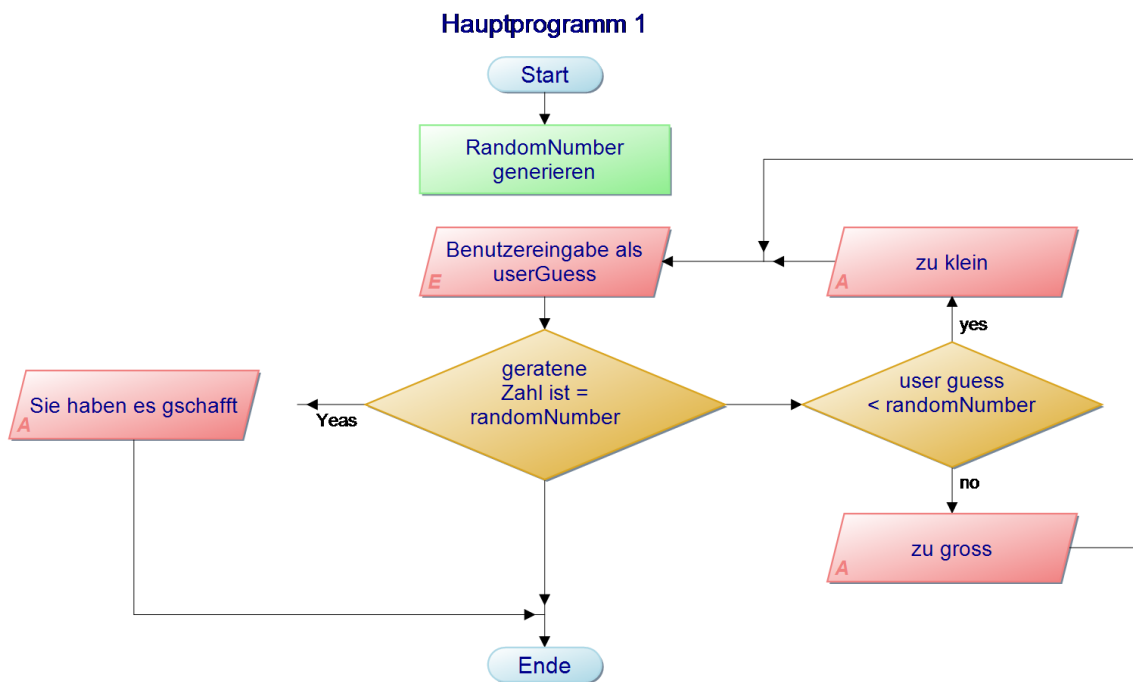 Hauptprogramm 1
Start
RandomNumber
generieren
Benutzereingabe als
userGuess
E
zu klein
A
yes
geratene
Zahl ist =
randomNumber
user guess
< randomNumber
Sie haben es gschafft
A
Yeas
no
zu gross
A
Ende